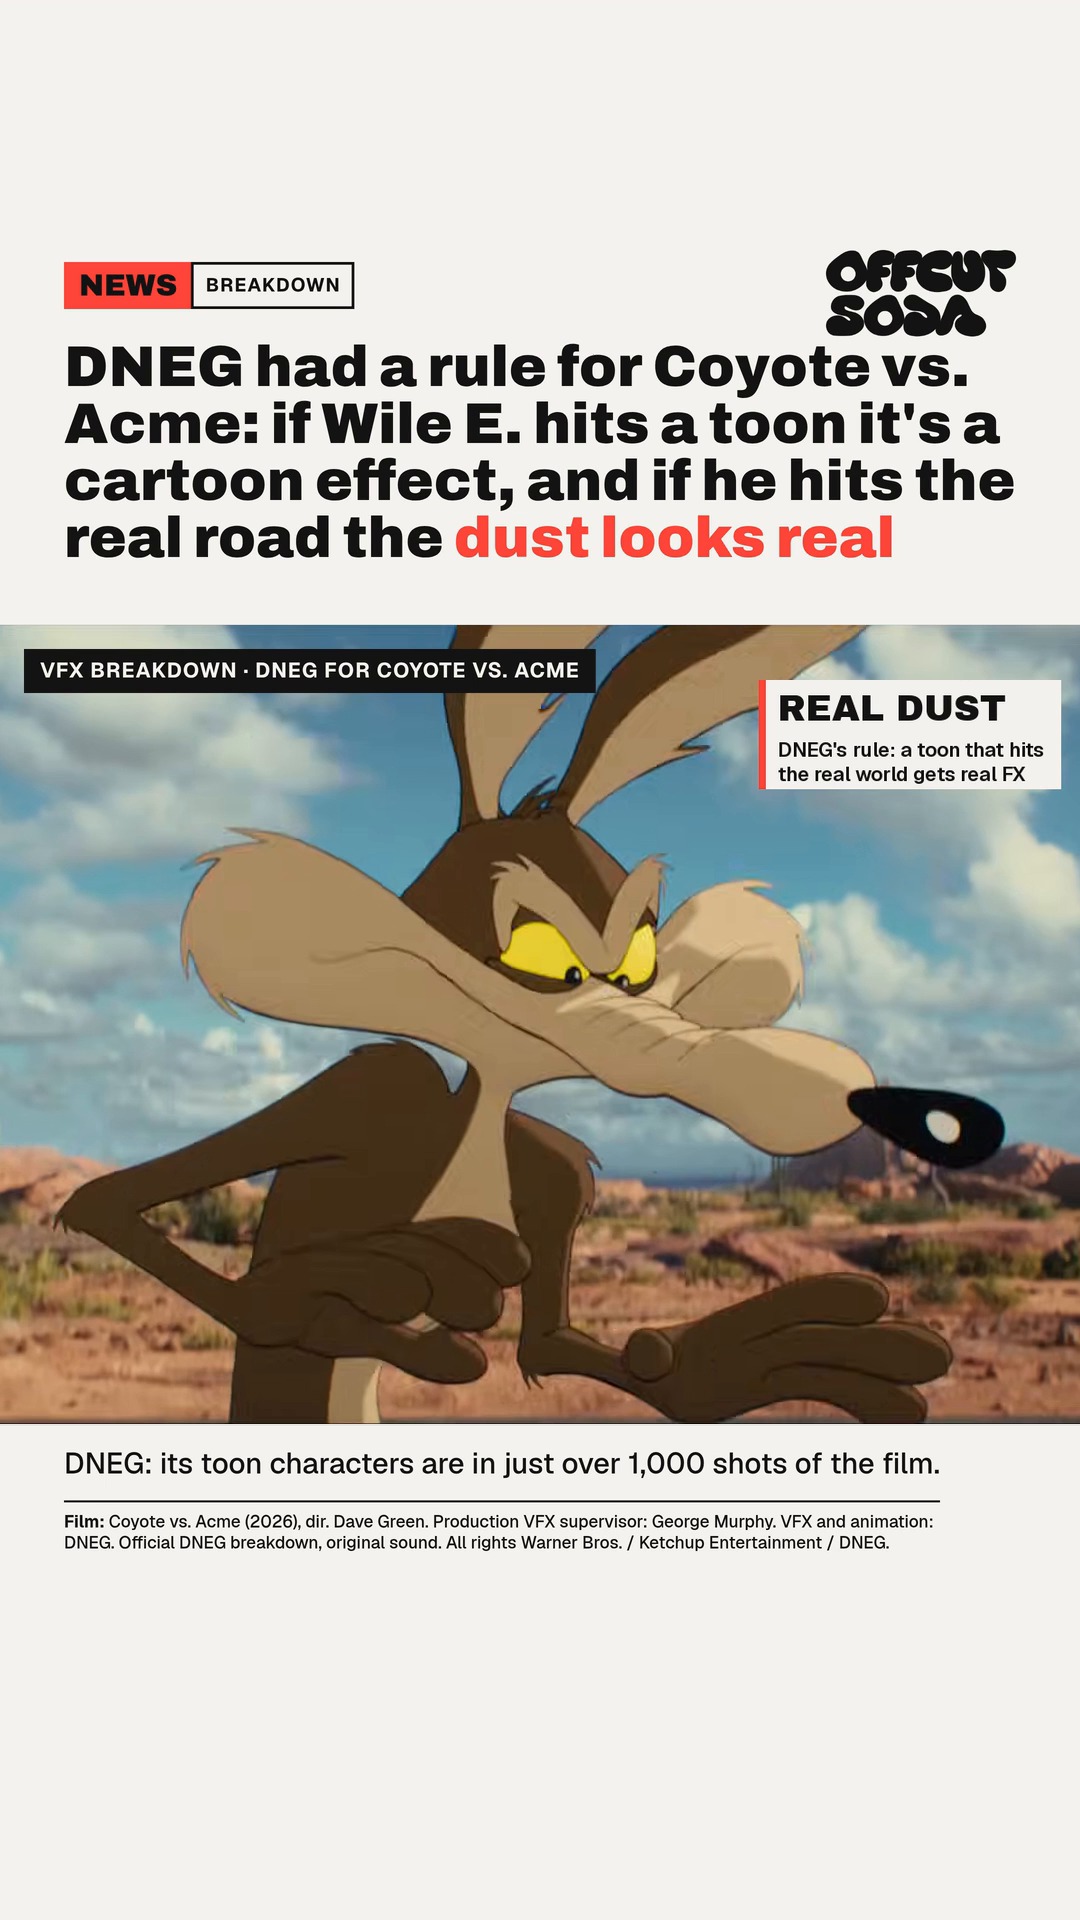 NEWS BREAKDOWN
OFFCUT
SODA
DNEG had a rule for Coyote vs.
Acme: if Wile E. hits a toon it's a
cartoon effect, and if he hits the
real road the dust looks real
VFX BREAKDOWN · DNEG FOR COYOTE VS. ACME
REAL DUST
DNEG's rule: a toon that hits
the real world gets real FX
DNEG: its toon characters are in just over 1,000 shots of the film.
Film: Coyote vs. Acme (2026), dir. Dave Green. Production VFX supervisor: George Murphy. VFX and animation:
DNEG. Official DNEG breakdown, original sound. All rights Warner Bros. / Ketchup Entertainment / DNEG.